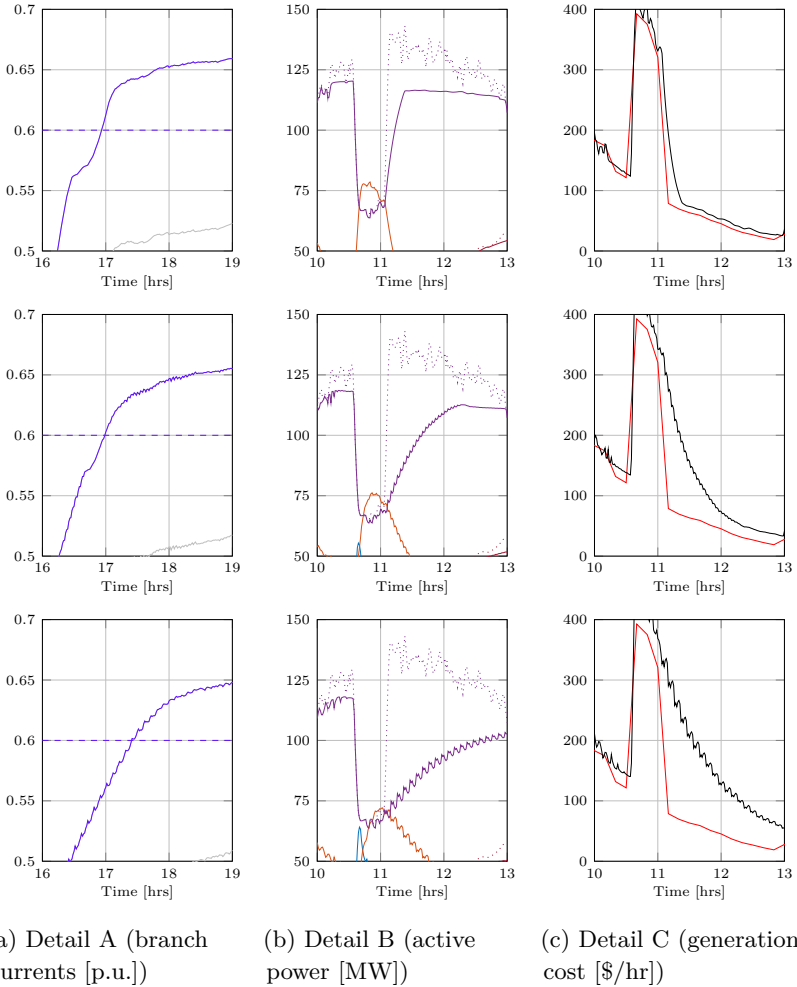 0.7
0.65
0.6
0.55
0.5
16 17 18 19
Time [hrs]
150
125
100
75
50
10 11 12 13
Time [hrs]
400
300
200
100
0
10 11 12 13
Time [hrs]
0.7
0.65
0.6
0.55
0.5
16 17 18 19
Time [hrs]
150
125
100
75
50
10 11 12 13
Time [hrs]
400
300
200
100
0
10 11 12 13
Time [hrs]
0.7
0.65
0.6
0.55
0.5
16 17 18 19
Time [hrs]
150
125
100
75
50
10 11 12 13
Time [hrs]
400
300
200
100
0
10 11 12 13
Time [hrs]
a) Detail A (branch
urrents [p.u.])
(b) Detail B (active
power [MW])
(c) Detail C (generation
cost [$/hr])